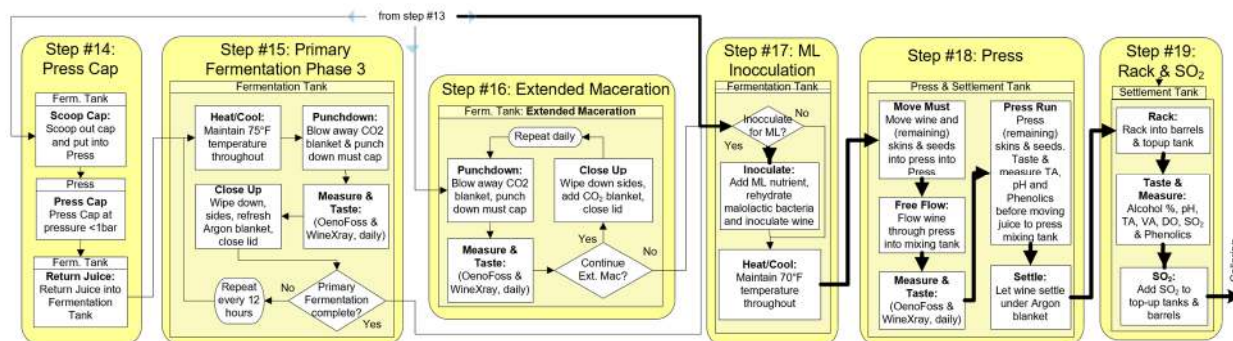 from step #13
Step #14:
Press Cap
Ferm. Tank
Scoop Cap:
Scoop out cap
and put into
Press
Press
Press Cap
Press Cap at
pressure <1bar
Ferm. Tank
Return Juice:
Return Juice into
Fermentation
Tank
Step #15: Primary
Fermentation Phase 3
Fermentation Tank
Heat/Cool:
Maintain 75°F
temperature
throughout
Punchdown:
Blow away CO2
blanket & punch
down must cap
Close Up
Wipe down,
sides, refresh
Argon blanket,
close lid
Measure &
Taste:
(OenoFoss &
WineXray, daily)
Repeat
every 12
hours
No
Primary
Fermentation
complete?
Yes
Step #16: Extended Maceration
Ferm. Tank: Extended Maceration
Repeat daily
Punchdown:
Blow away CO2
blanket, punch
down must cap
Close Up
Wipe down sides,
add CO2 blanket,
close lid
Measure &
Taste:
(OenoFoss &
WineXray, daily)
Yes
No
Continue
Ext. Mac?
Step #17: ML
Inocculation
Fermentation Tank
Inocculate
for ML?
No
Yes
Inoculate:
Add ML nutrient,
rehydrate
malolactic bacteria
and inoculate wine
Heat/Cool:
Maintain 70°F
temperature
throughout
Step #18: Press
Press & Settlement Tank
Move Must
Move wine and
(remaining)
skins & seeds
into press into
Press
Free Flow:
Flow wine
through press
into mixing tank
Measure &
Taste:
(OenoFoss &
WineXray, daily)
Press Run
Press
(remaining)
skins & seeds.
Taste &
measure TA,
pH and
Phenolics
before moving
juice to press
mixing tank
Settle:
Let wine settle
under Argon
blanket
Step #19:
Rack & SO2
Settlement Tank
Rack:
Rack into barrels
& topup tank
Taste &
Measure:
Alcohol %, pH,
TA, VA, DO, SO2
& Phenolics
SO2:
Add SO2 to
top-up tanks &
barrels